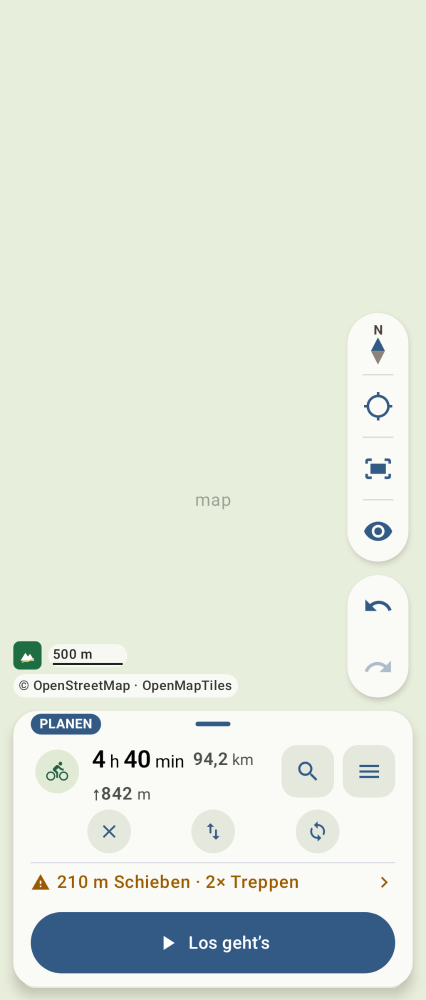 N
map
500 m
© OpenStreetMap · OpenMapTiles
PLANEN
4 h 40 min 94,2 km
↑842 m
210 m Schieben · 2× Treppen
Los geht’s